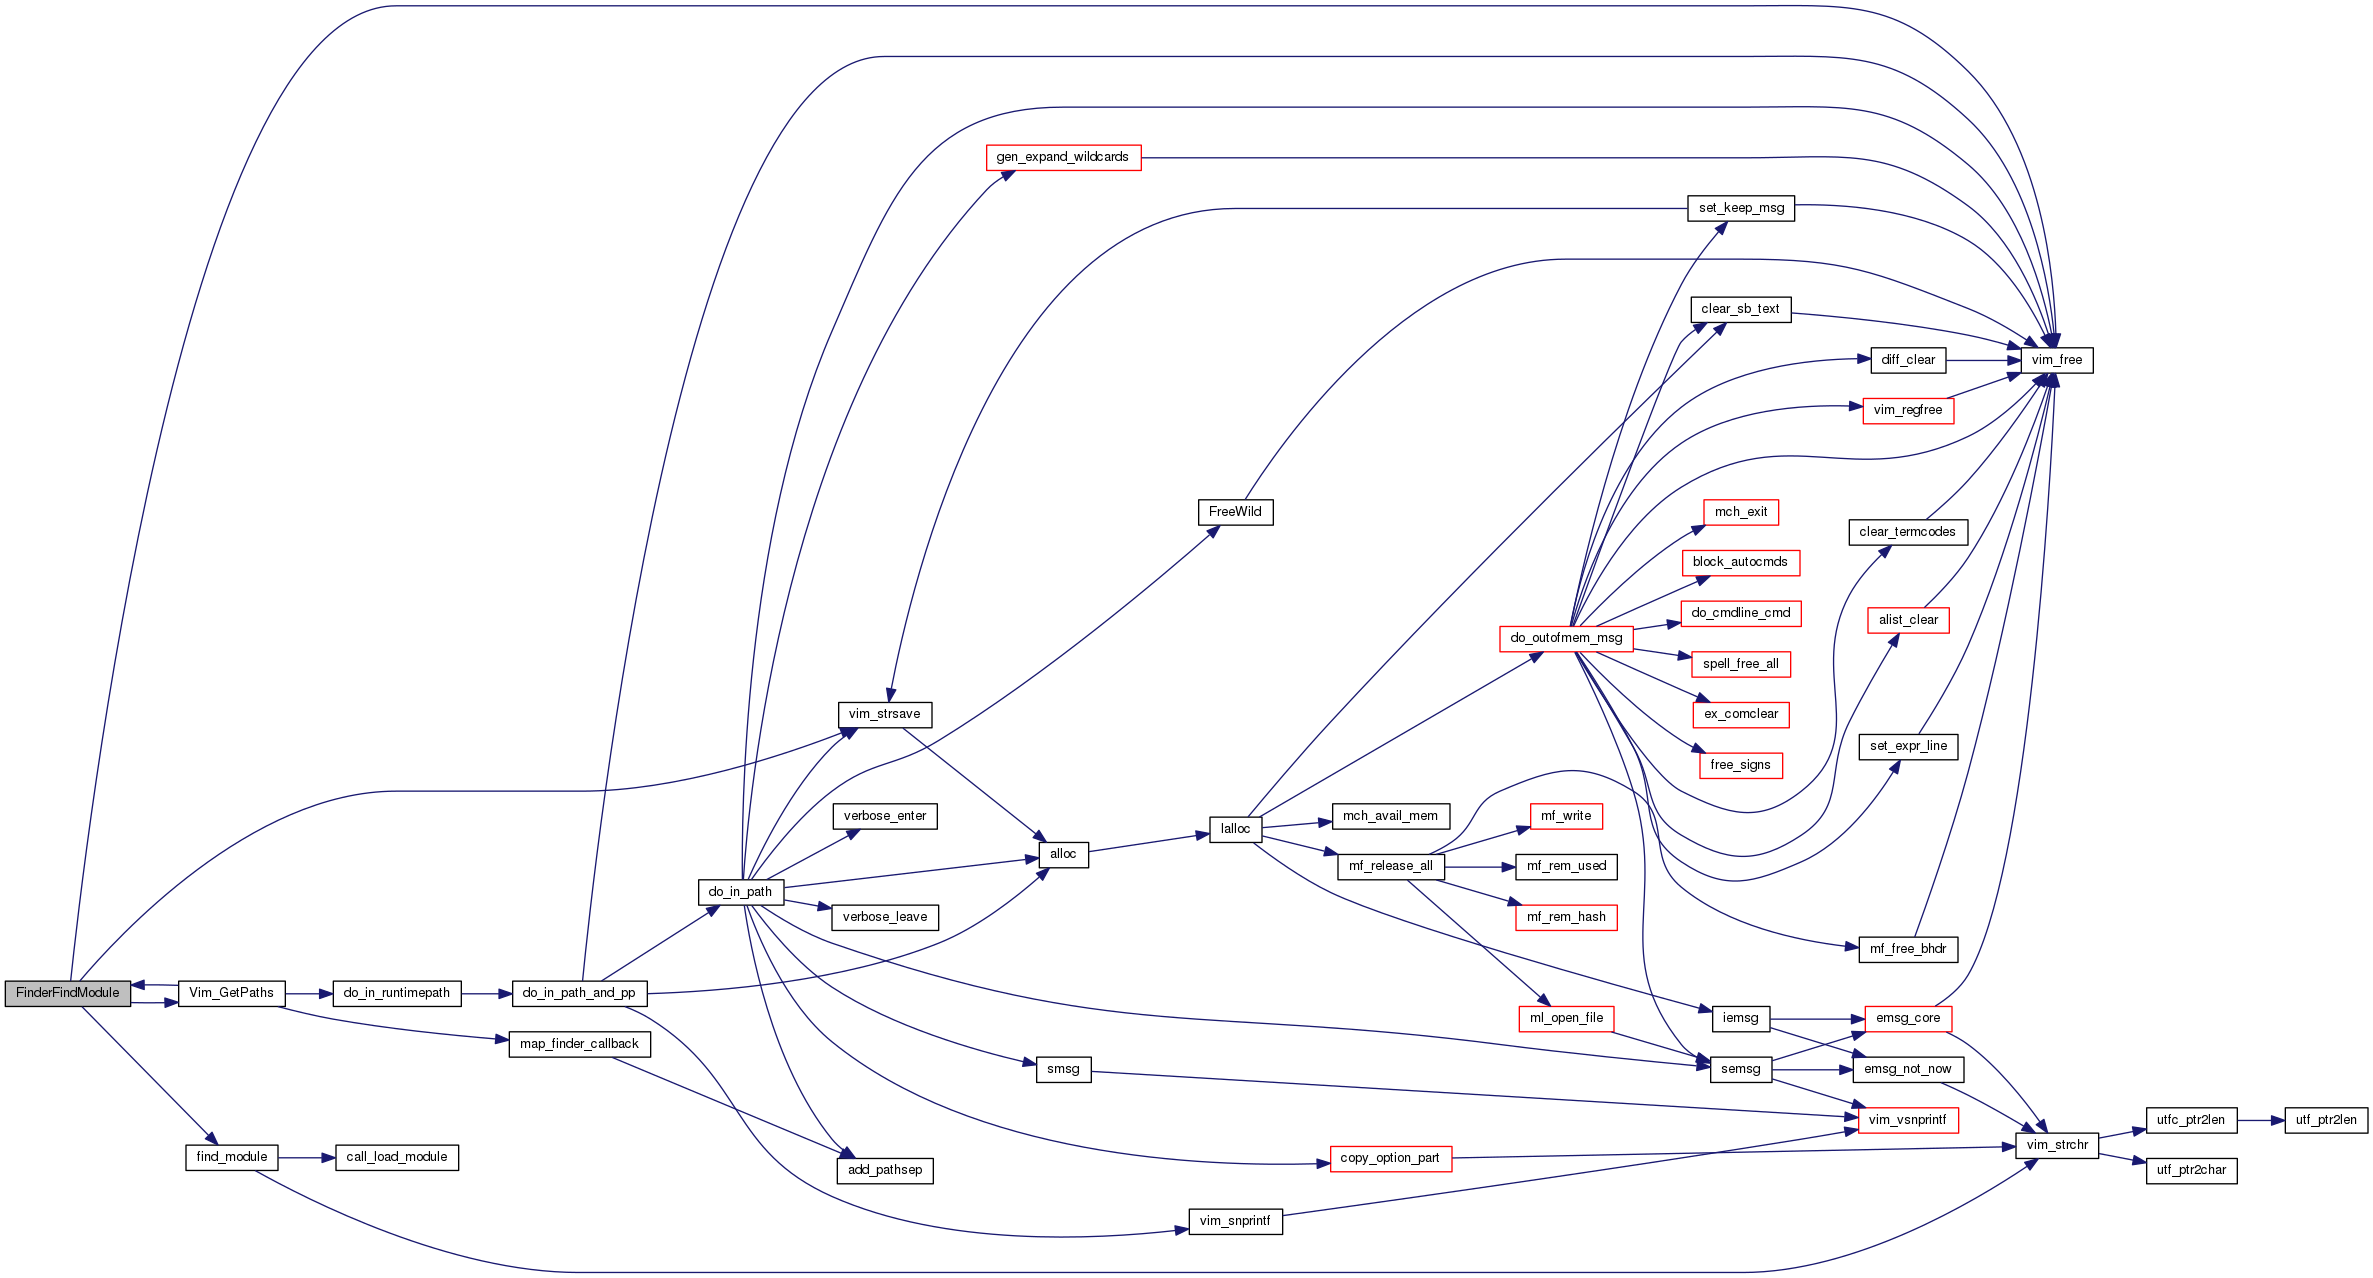 gen_expand_wildcards
set_keep_msg
clear_sb_text
diff_clear
vim_free
vim_regfree
FreeWild
mch_exit
clear_termcodes
block_autocmds
do_cmdline_cmd
alist_clear
do_outofmem_msg
spell_free_all
vim_strsave
ex_comclear
set_expr_line
free_signs
verbose_enter
mch_avail_mem
mf_write
lalloc
alloc
mf_release_all
mf_rem_used
do_in_path
verbose_leave
mf_rem_hash
mf_free_bhdr
FinderFindModule
Vim_GetPaths
do_in_runtimepath
do_in_path_and_pp
ml_open_file
iemsg
emsg_core
map_finder_callback
smsg
semsg
emsg_not_now
vim_vsnprintf
utfc_ptr2len
utf_ptr2len
vim_strchr
find_module
call_load_module
copy_option_part
add_pathsep
utf_ptr2char
vim_snprintf